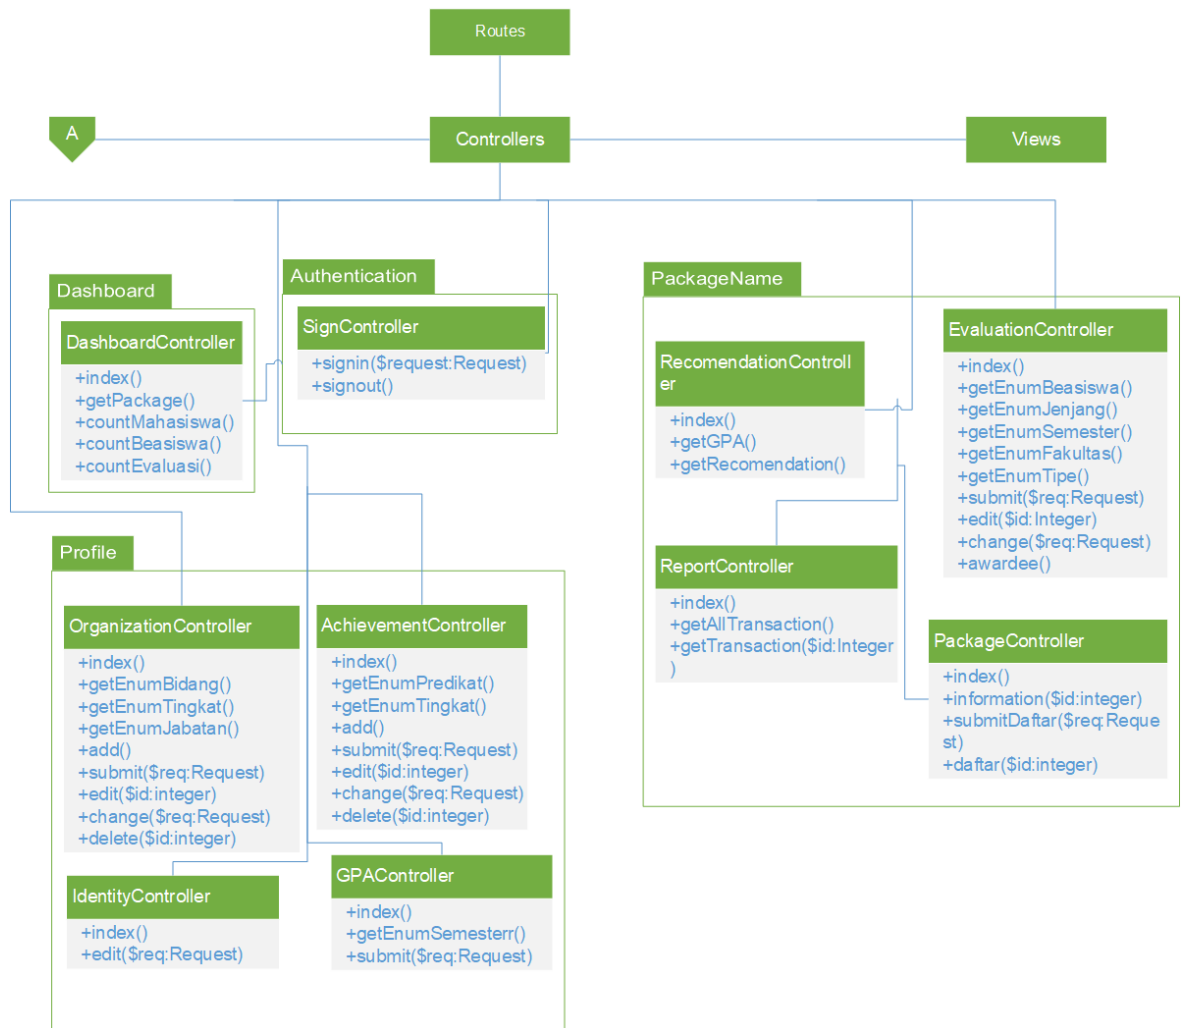 Routes
A
Controllers
Views
Dashboard
DashboardController
+index()
+getPackage()
+countMahasiswa()
+countBeasiswa()
+countEvaluasi()
Authentication
SignController
+signin($request:Request)
+signout()
PackageName
RecomendationControll
er
+index()
+getGPA()
+getRecomendation()
EvaluationController
+index()
+getEnumBeasiswa()
+getEnumJenjang()
+getEnumSemester()
+getEnumFakultas()
+getEnumTipe()
+submit($req:Request)
+edit($id:Integer)
+change($req:Request)
+awardee()
ReportController
+index()
+getAllTransaction()
+getTransaction($id:Integer
)
PackageController
+index()
+information($id:integer)
+submitDaftar($req:Reque
st)
+daftar($id:integer)
Profile
OrganizationController
+index()
+getEnumBidang()
+getEnumTingkat()
+getEnumJabatan()
+add()
+submit($req:Request)
+edit($id:integer)
+change($req:Request)
+delete($id:integer)
AchievementController
+index()
+getEnumPredikat()
+getEnumTingkat()
+add()
+submit($req:Request)
+edit($id:integer)
+change($req:Request)
+delete($id:integer)
IdentityController
+index()
+edit($req:Request)
GPAController
+index()
+getEnumSemesterr()
+submit($req:Request)